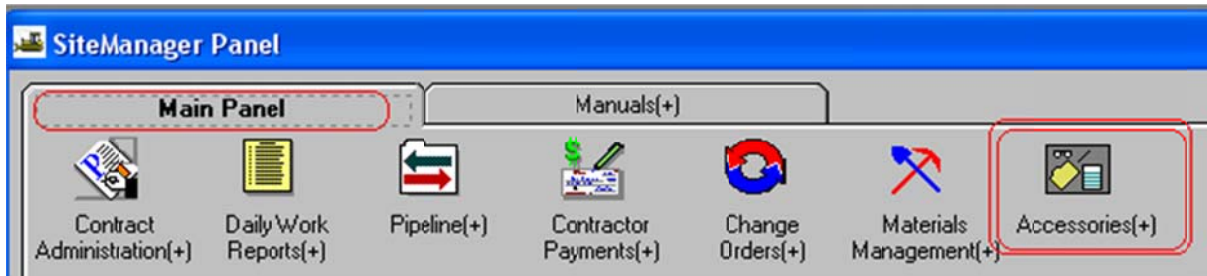 SiteManager Panel
Main Panel
Manuals(+)
Contract
Administration(+)
Daily Work
Reports(+)
Pipeline(+)
Contractor
Payments(+)
Change
Orders(+)
Materials
Management(+)
Accessories(+)